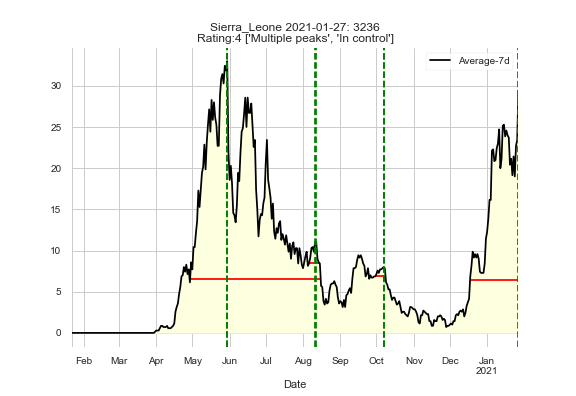 Sierra_Leone 2021-01-27: 3236
Rating:4 ['Multiple peaks', 'In control']
Average-7d
30
25
20
15
10
5
0
Feb Mar Apr May Jun Jul Aug Sep Oct Nov Dec Jan
2021
Date